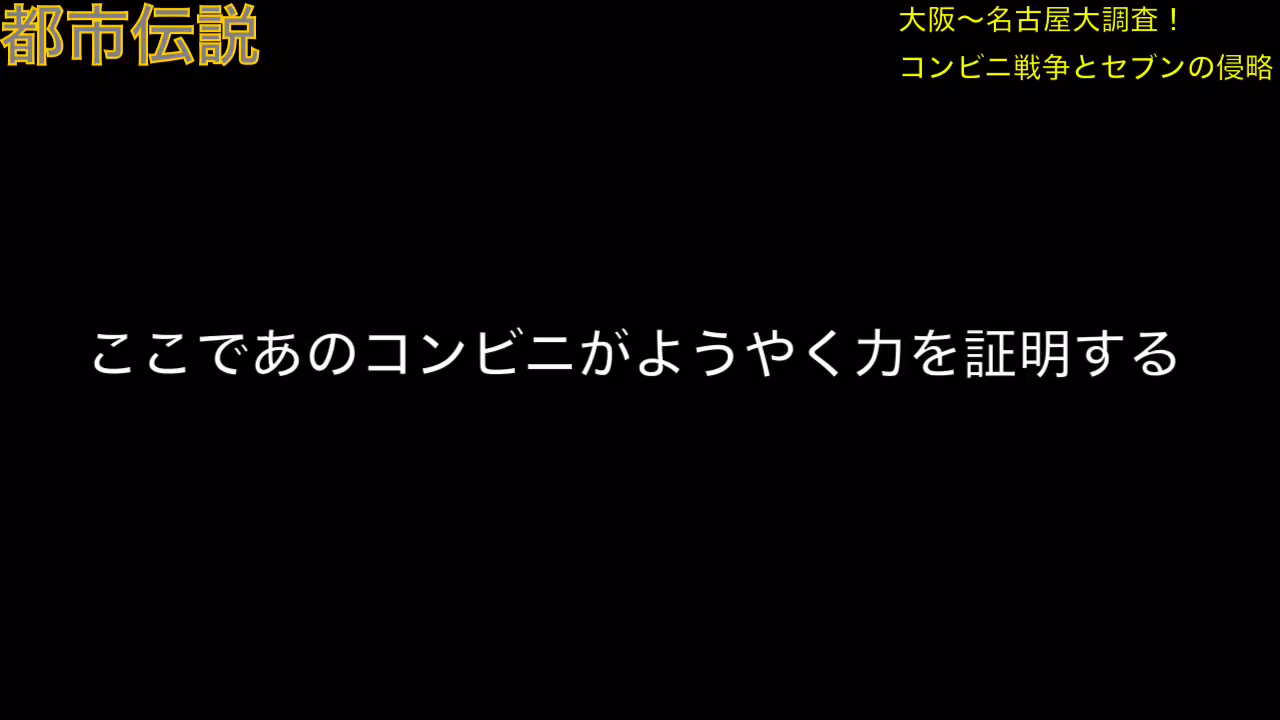 都市伝説
大阪～名古屋大調査！
コンビニ戦争とセブンの侵略
ここであのコンビニがようやく力を証明する